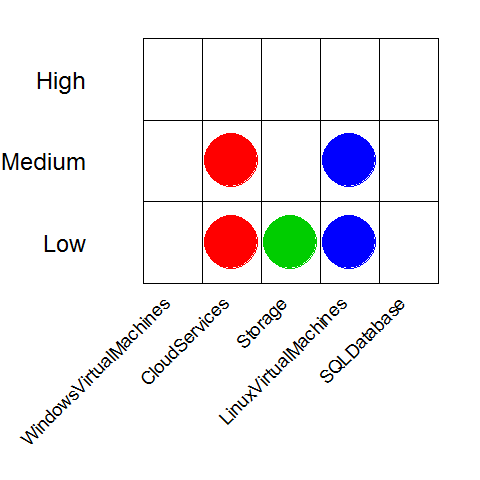 High
Medium
Low
WindowsVirtualMachines
CloudServices
Storage
LinuxVirtualMachines
SQLDatabase